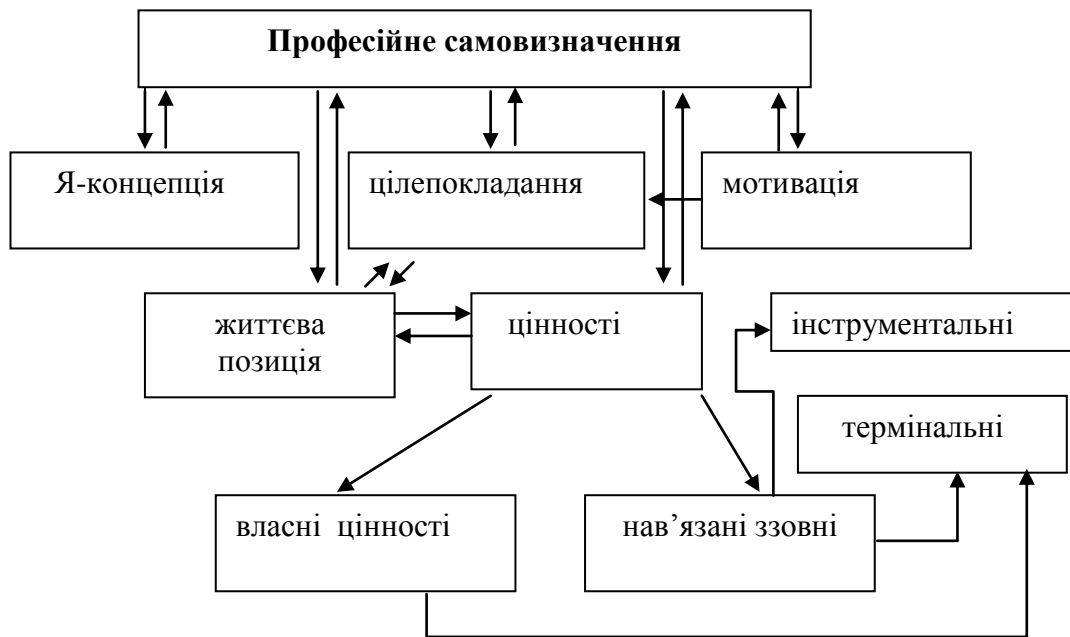 Професійне самовизначення
Я-концепція
цілепокладання
мотивація
життєва
позиція
цінності
інструментальні
термінальні
власні цінності
нав’язані ззовні